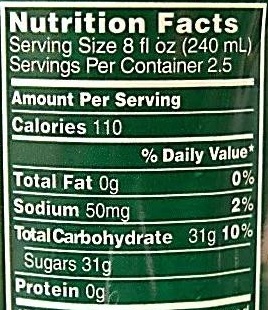 Nutrition Facts
Serving Size 8 fl oz (240 mL)
Servings Per Container 2.5
Amount Per Serving
Calories 110
% Daily Value*
Total Fat 0g 0%
Sodium 50mg 2%
Total Carbohydrate 31g 10%
Sugars 31g
Protein 0g